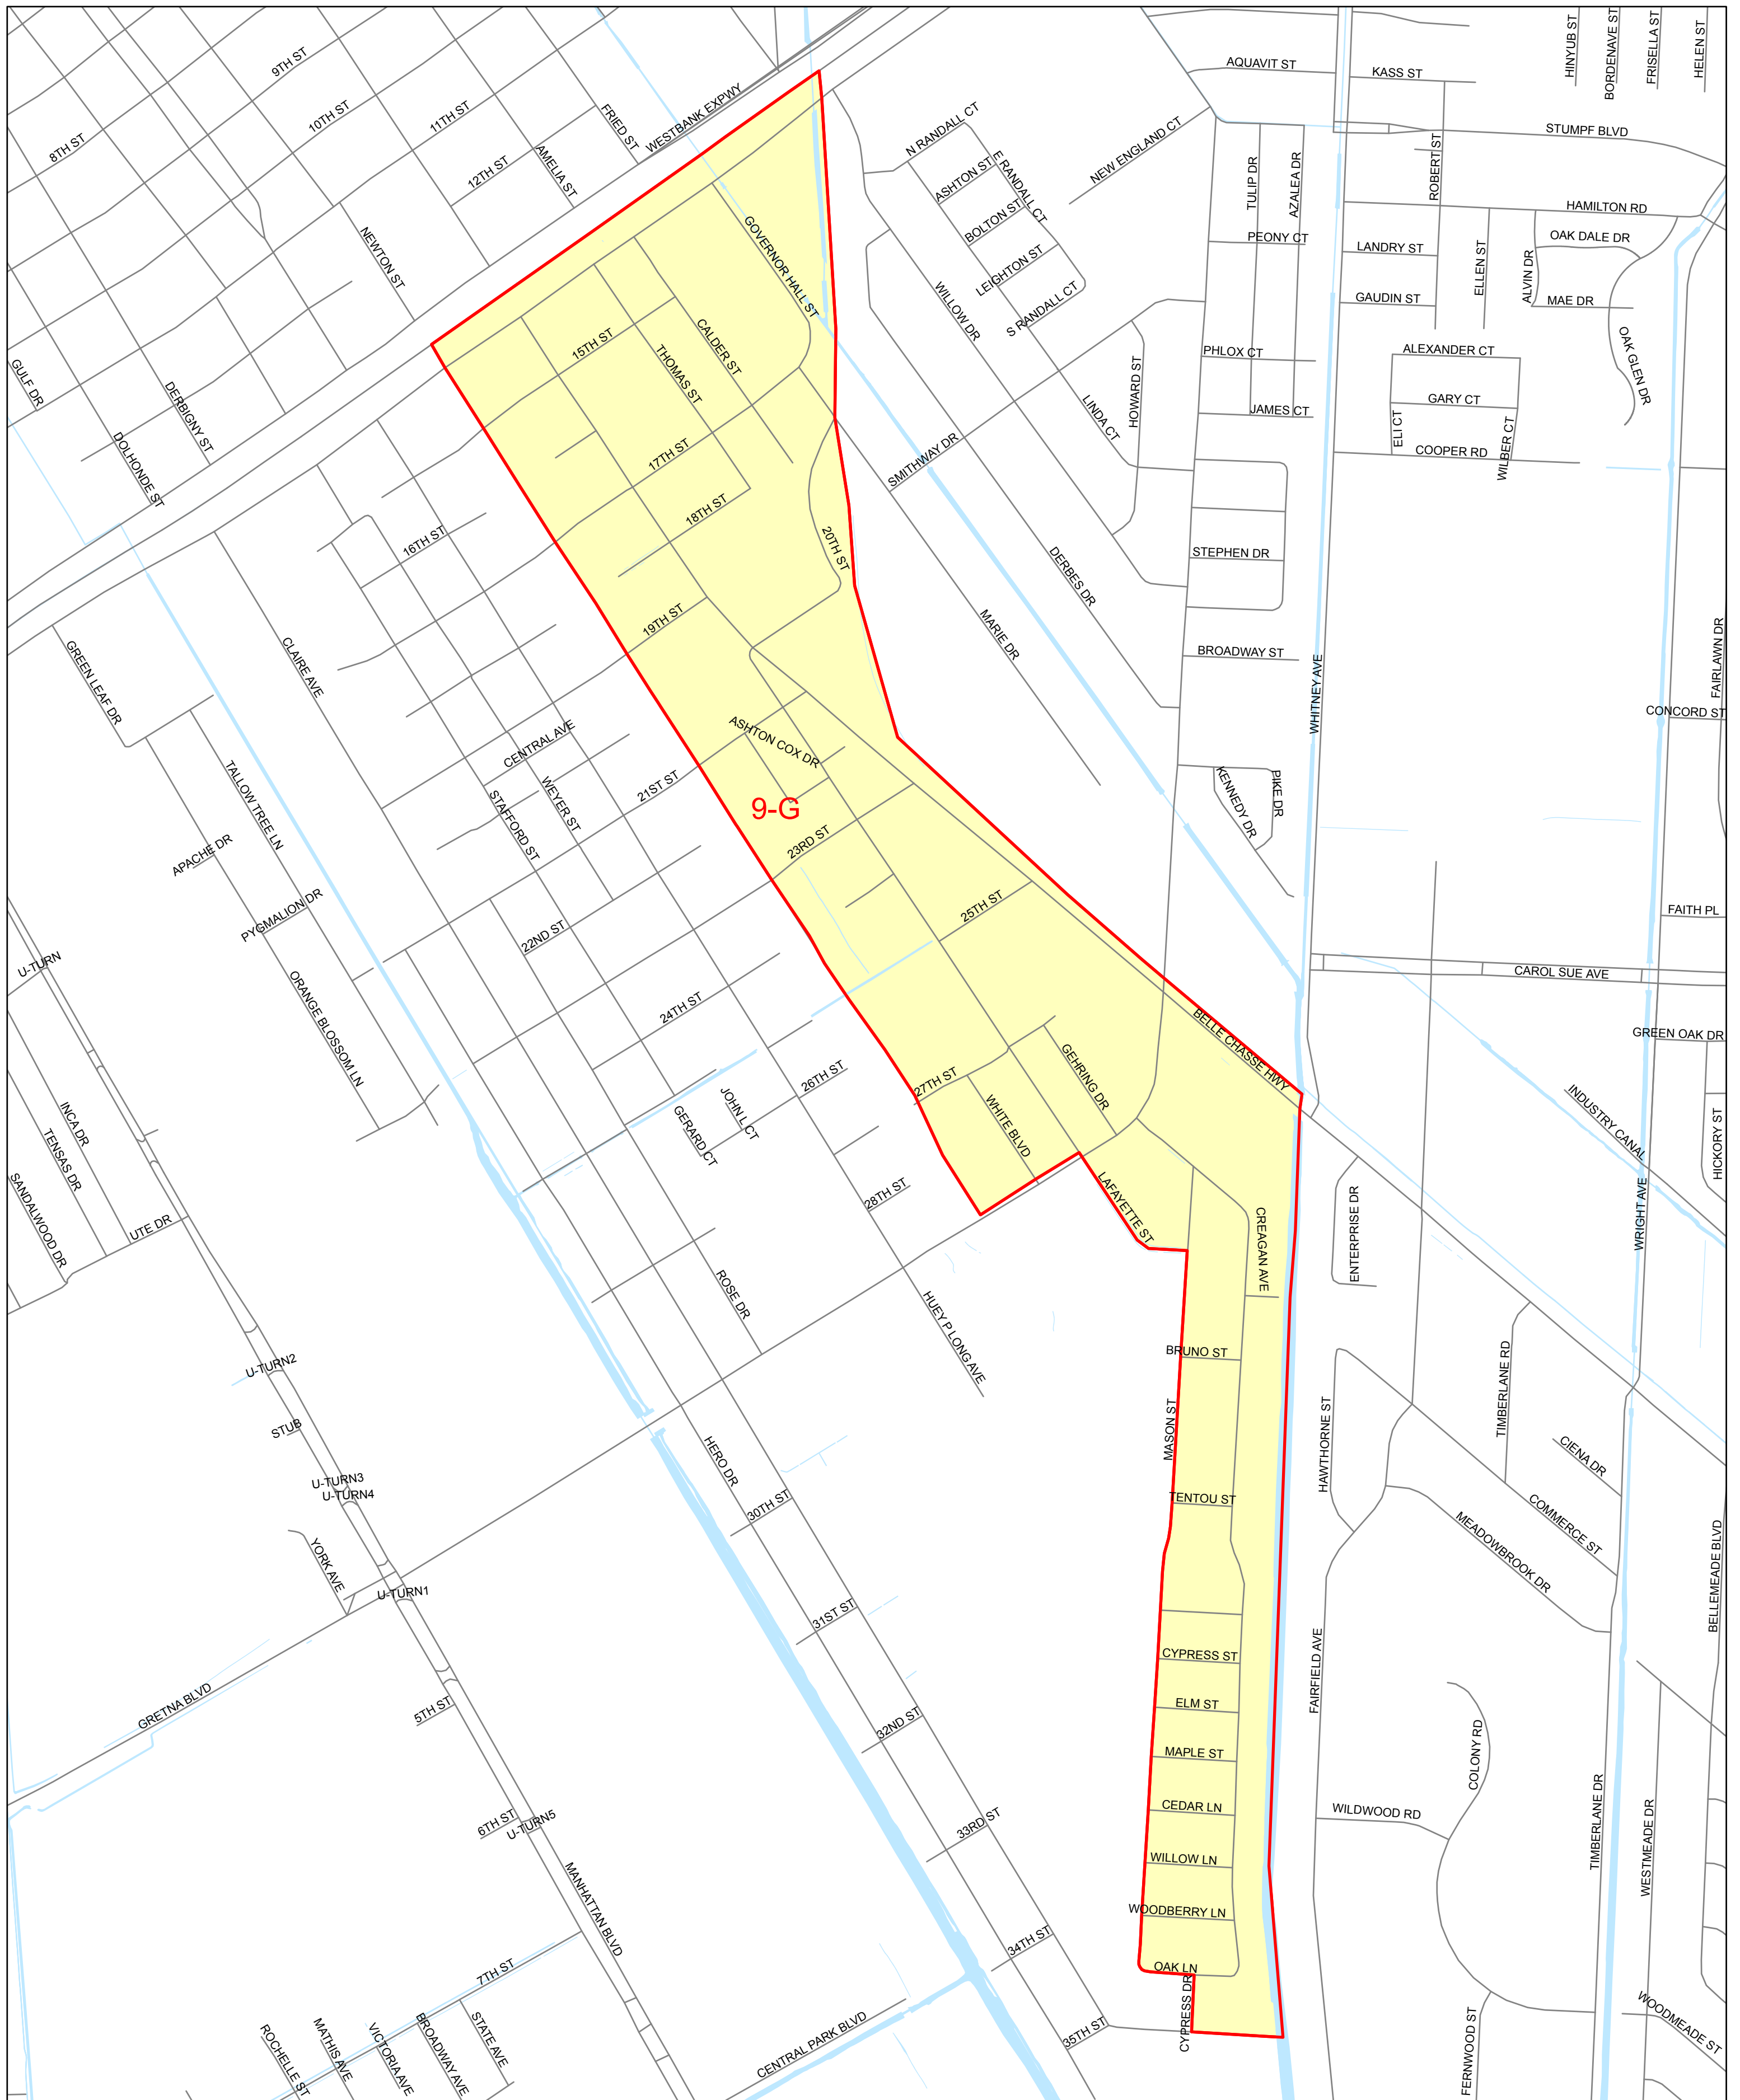 HINYUB ST
BORDENAVE ST
FRISELLA ST
HELEN ST
9TH ST
AQUAVIT ST
KASS ST
8TH ST
10TH ST
11TH ST
FRIED ST
WESTBANK EXPWY
STUMPF BLVD
12TH ST
AMELIA ST
N RANDALL CT
E RANDALL CT
NEW ENGLAND CT
ASHTON ST
BOLTON ST
LEIGHTON ST
S RANDALL CT
TULIP DR
AZALEA DR
ROBERT ST
HAMILTON RD
NEWTON ST
GOVERNOR HALL ST
PEONY CT
LANDRY ST
ELLEN ST
ALVIN DR
OAK DALE DR
WILLOW DR
GAUDIN ST
MAE DR
15TH ST
THOMAS ST
CALDER ST
HOWARD ST
PHLOX CT
ALEXANDER CT
OAK GLEN DR
GULF DR
DERBIGNY ST
DOLHONDE ST
LINDA CT
JAMES CT
GARY CT
ELI CT
WILBER CT
COOPER RD
17TH ST
SMITHWAY DR
18TH ST
16TH ST
20TH ST
STEPHEN DR
DERBES DR
19TH ST
MARIE DR
BROADWAY ST
WHITNEY AVE
FAIRLAWN DR
GREEN LEAF DR
CLAIRE AVE
CONCORD ST
CENTRAL AVE
ASHTON COX DR
21ST ST
TALLOW TREE LN
STAFFORD ST
WEYER ST
9-G
KENNEDY DR
PIKE DR
APACHE DR
23RD ST
PYGMALION DR
22ND ST
25TH ST
FAITH PL
U-TURN
ORANGE BLOSSOM LN
CAROL SUE AVE
24TH ST
BELLE CHASSE HWY
GREEN OAK DR
26TH ST
27TH ST
GEHRING DR
INDUSTRY CANAL
HICKORY ST
INCA DR
TENSAS DR
GERARD CT
JOHN L CT
WHITE BLVD
SANDALWOOD DR
UTE DR
28TH ST
LAFAYETTE ST
CREAGAN AVE
ENTERPRISE DR
WRIGHT AVE
ROSE DR
HUEY P LONG AVE
U-TURN2
BRUNO ST
TIMBERLANE RD
STUB
MASON ST
HAWTHORNE ST
CIENA DR
U-TURN3
U-TURN4
HERO DR
30TH ST
TENTOU ST
COMMERCE ST
MEADOWBROOK DR
BELLEMEADE BLVD
YORK AVE
U-TURN1
31ST ST
CYPRESS ST
FAIRFIELD AVE
GRETNA BLVD
5TH ST
32ND ST
ELM ST
MAPLE ST
COLONY RD
6TH ST
U-TURN5
33RD ST
CEDAR LN
WILDWOOD RD
TIMBERLANE DR
WESTMEADE DR
WILLOW LN
MANHATTAN BLVD
WOODBERRY LN
34TH ST
OAK LN
7TH ST
CYPRESS DR
35TH ST
CENTRAL PARK BLVD
ROCHELLE ST
MATHIS AVE
VICTORIA AVE
BROADWAY AVE
STATE AVE
FERNWOOD ST
WOODMEADE ST